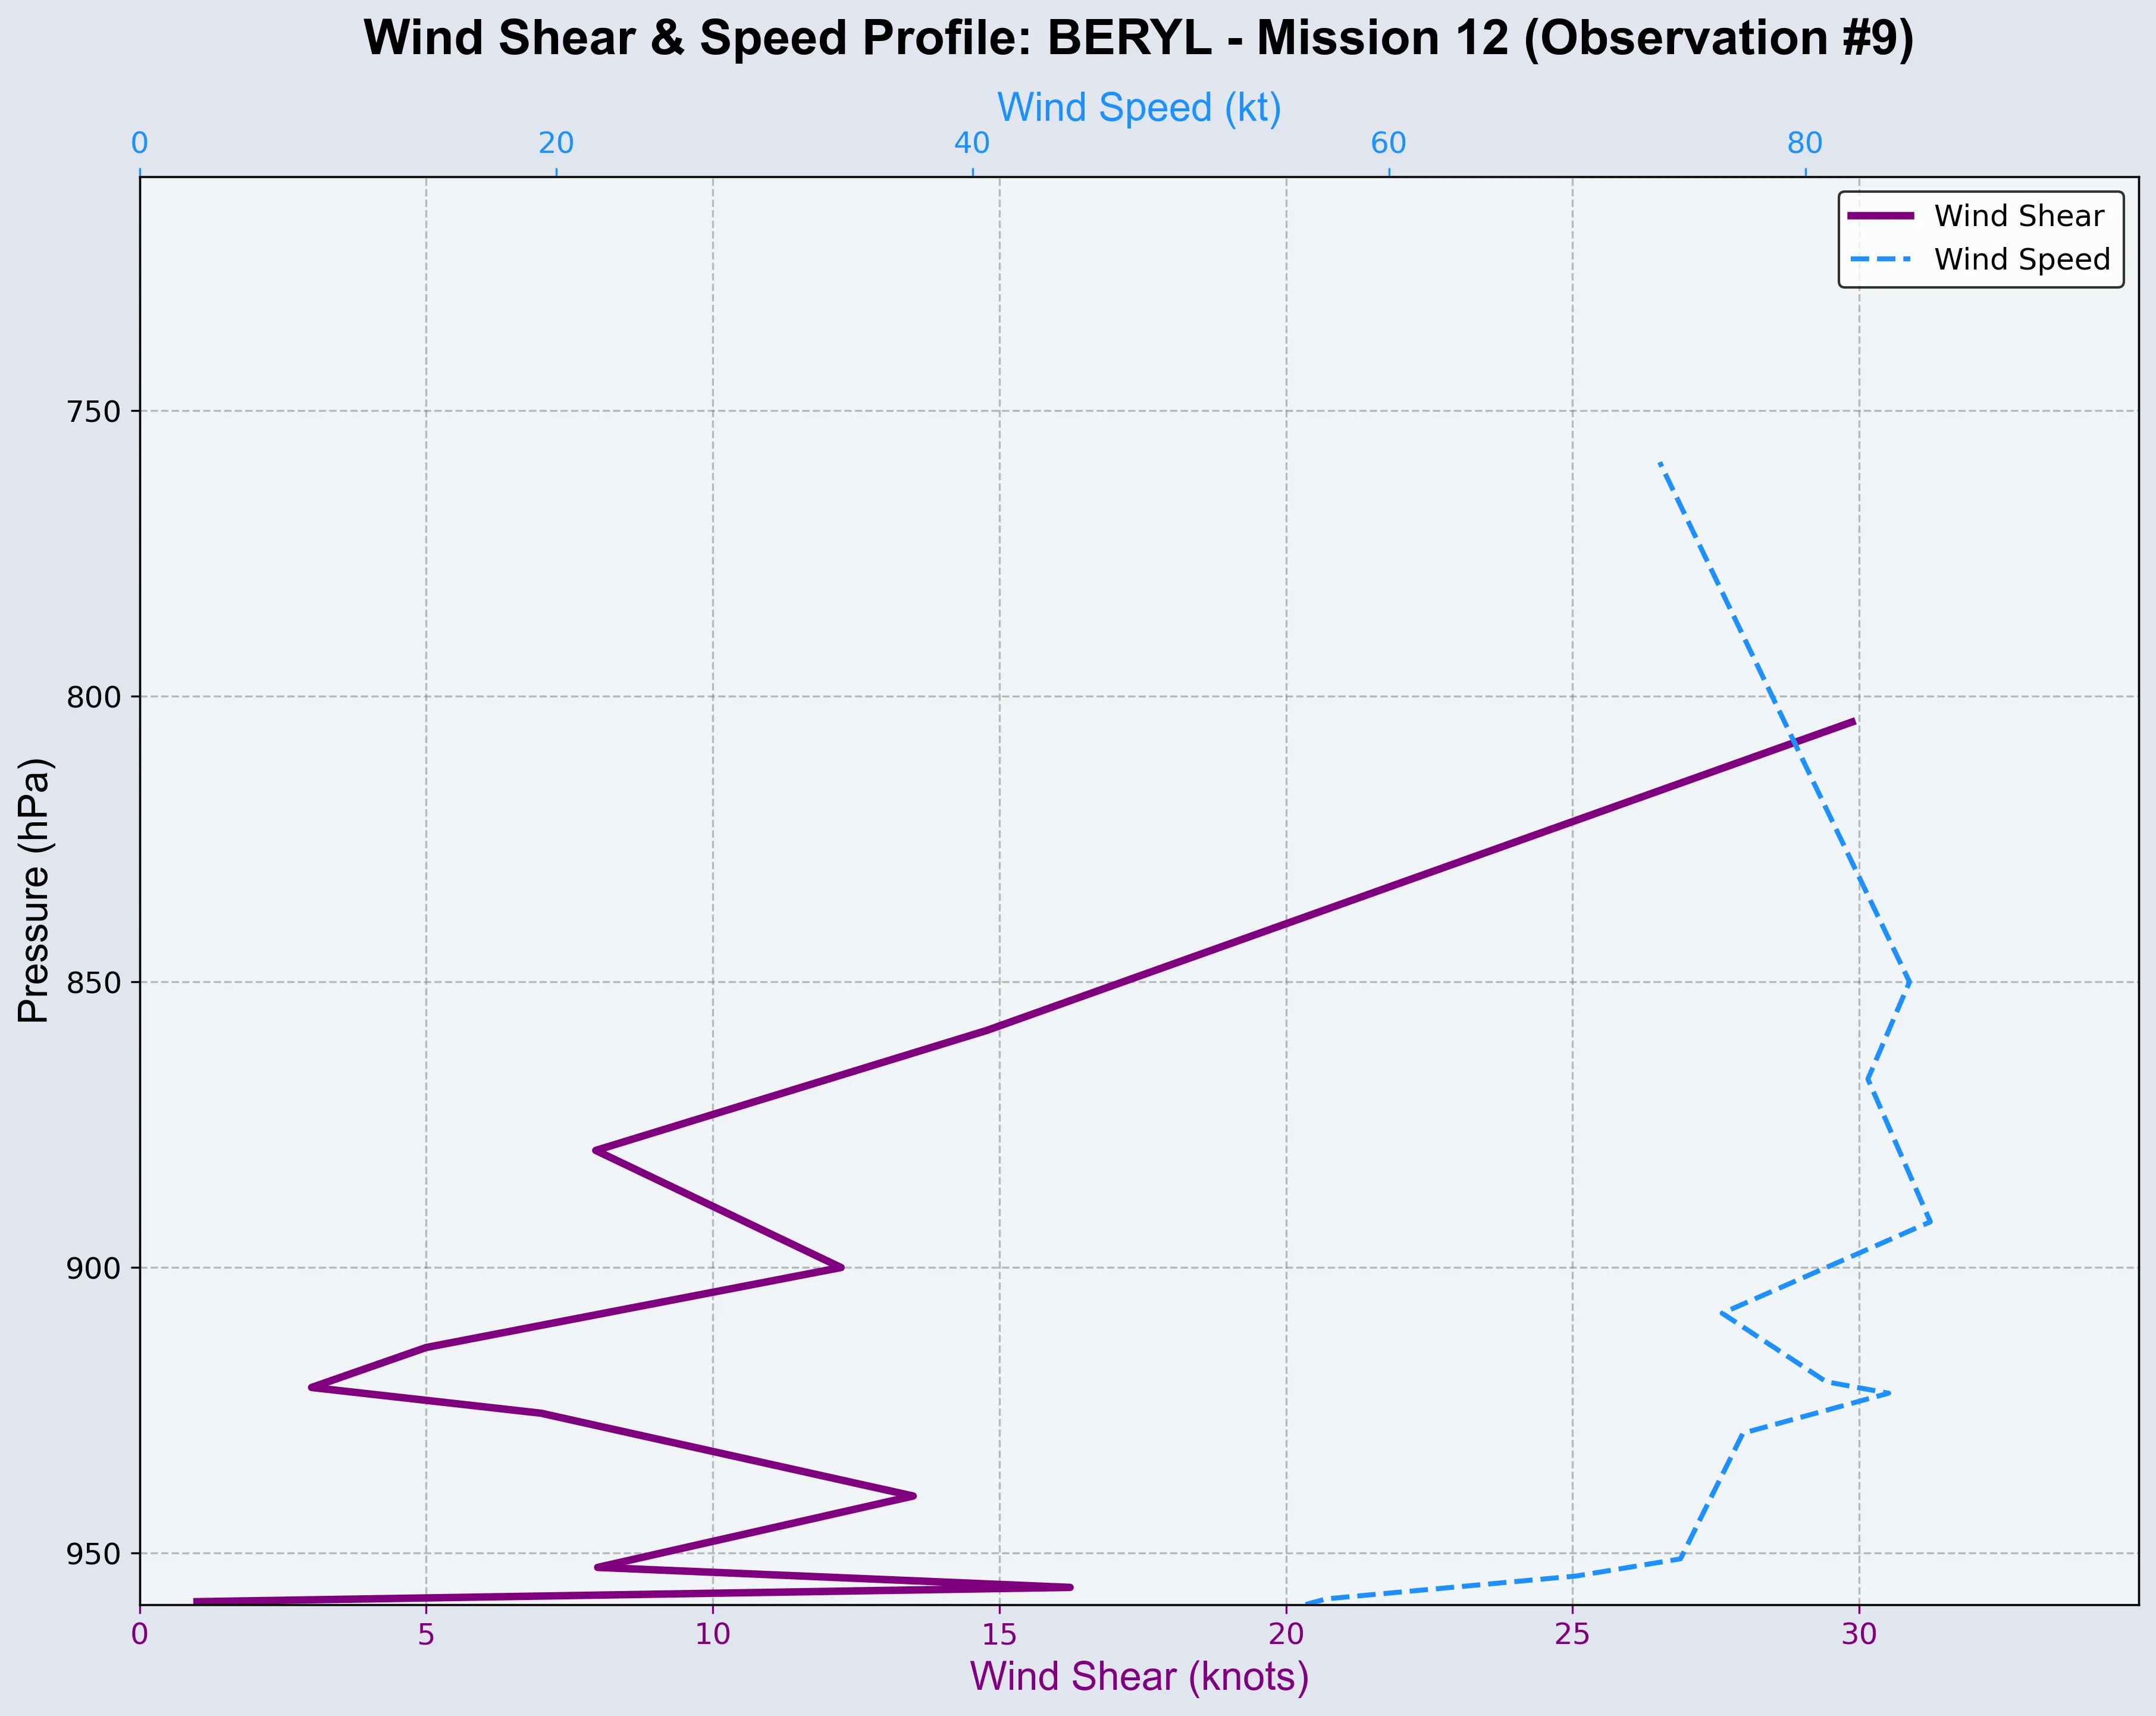 Wind Shear & Speed Profile: BERYL - Mission 12 (Observation #9)
Wind Speed (kt)
0 20 40 60 80
Wind Shear
Wind Speed
750
800
850
900
950
Pressure (hPa)
0 5 10 15 20 25 30
Wind Shear (knots)